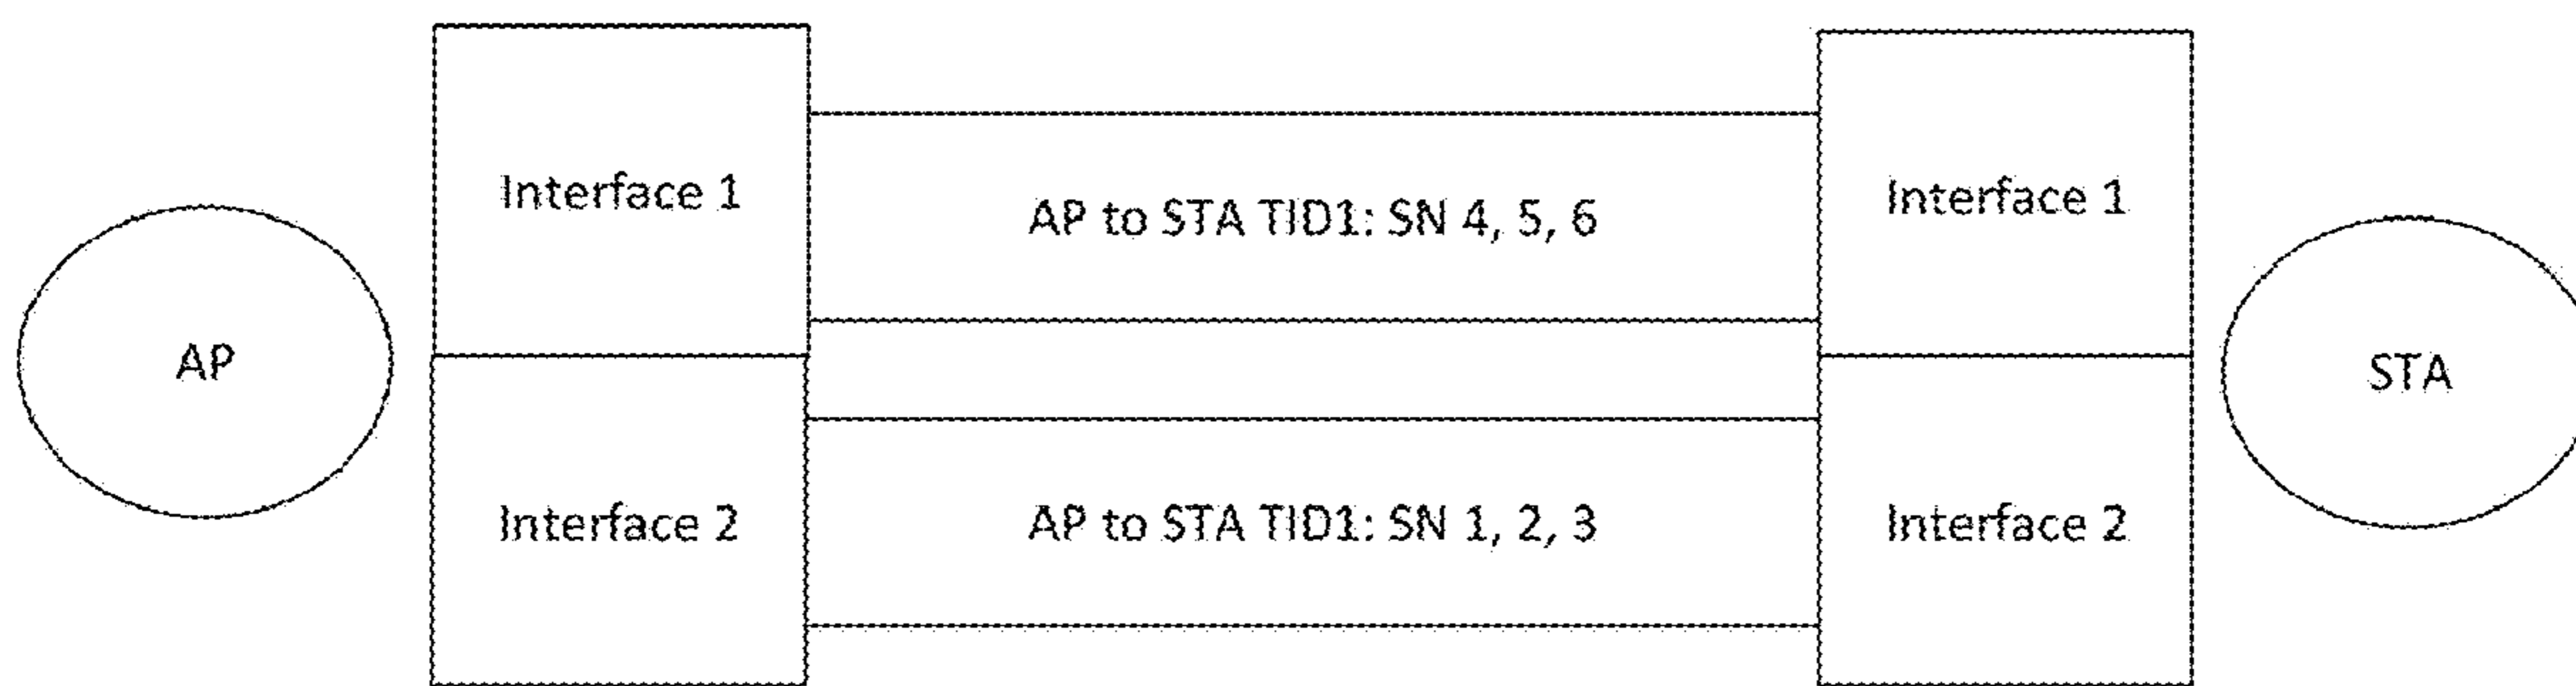 AP
Interface 1
AP to STA TID1: SN 4, 5, 6
Interface 1
Interface 2
AP to STA TID1: SN 1, 2, 3
Interface 2
STA